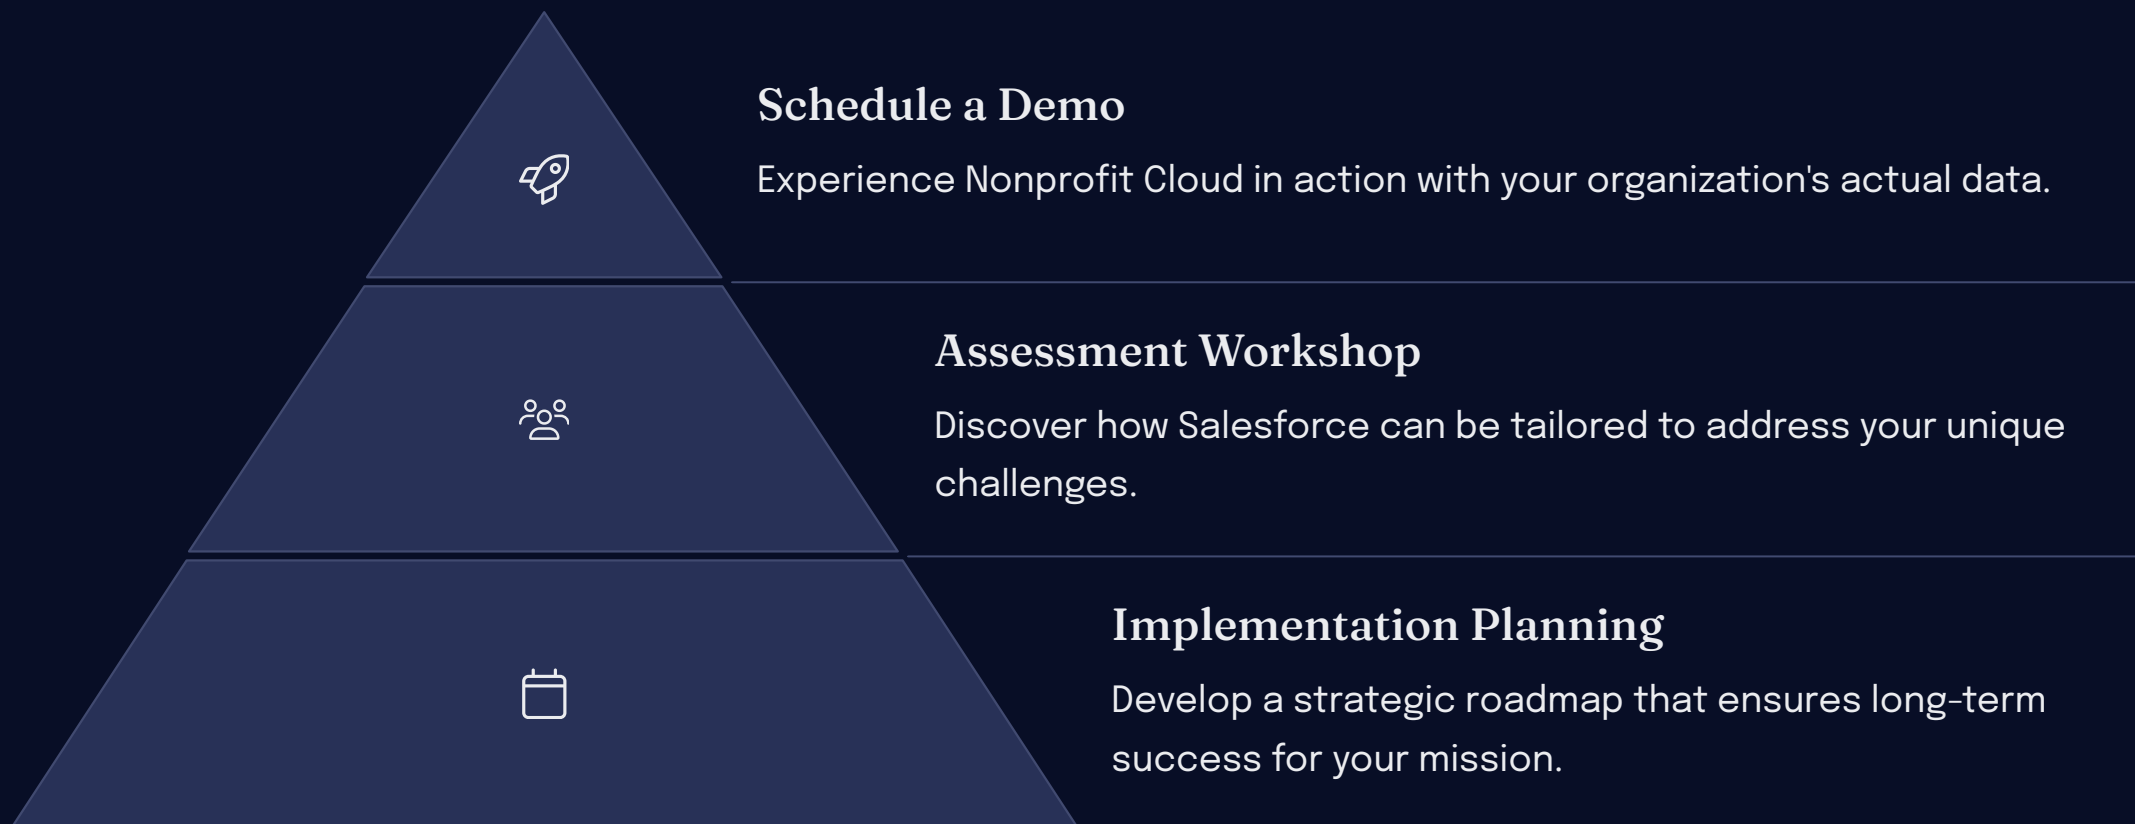 Schedule a Demo
Experience Nonprofit Cloud in action with your organization's actual data.
Assessment Workshop
Discover how Salesforce can be tailored to address your unique
challenges.
Implementation Planning
Develop a strategic roadmap that ensures long-term
success for your mission.